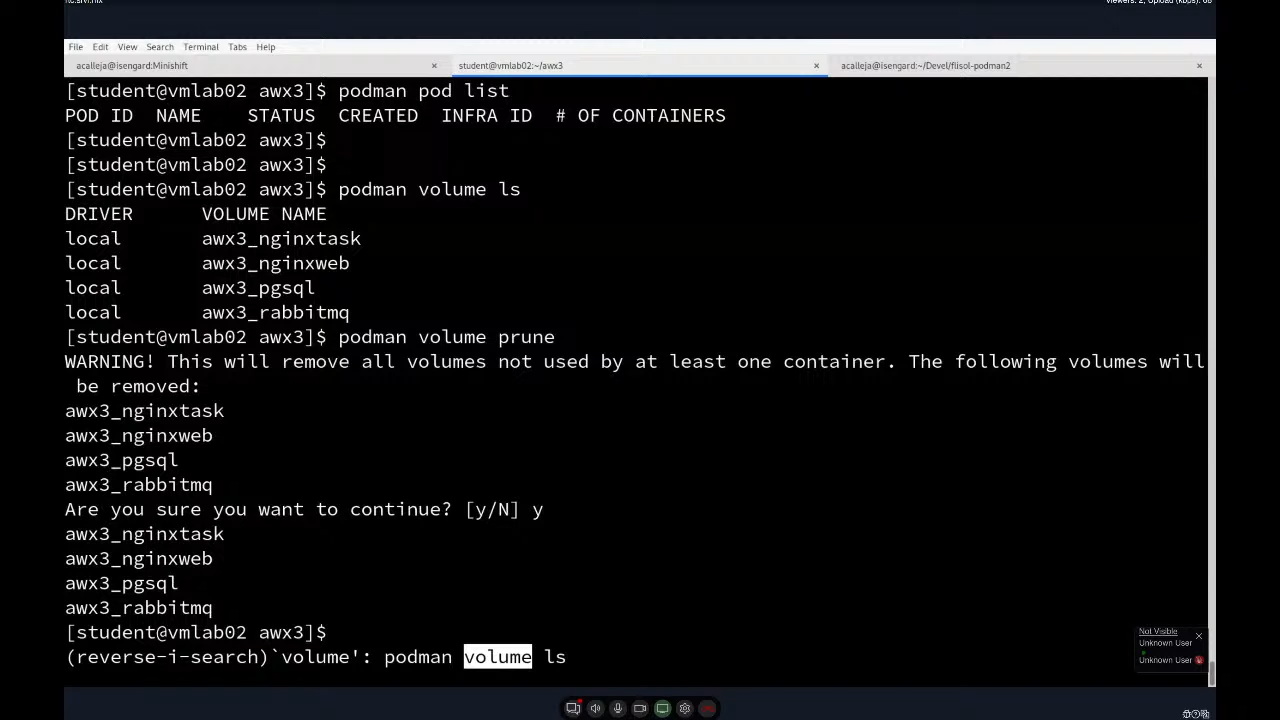 File Edit View Search Terminal Tabs Help
acalleja@isengard:Minishift × student@vmlab02:~/awx3 × acalleja@isengard:~/Devel/flisol-podman2 ×
[student@vmlab02 awx3]$ podman pod list
POD ID NAME STATUS CREATED INFRA ID # OF CONTAINERS
[student@vmlab02 awx3]$
[student@vmlab02 awx3]$
[student@vmlab02 awx3]$ podman volume ls
DRIVER VOLUME NAME
local awx3_nginxtask
local awx3_nginxweb
local awx3_pgsql
local awx3_rabbitmq
[student@vmlab02 awx3]$ podman volume prune
WARNING! This will remove all volumes not used by at least one container. The following volumes will
be removed:
awx3_nginxtask
awx3_nginxweb
awx3_pgsql
awx3_rabbitmq
Are you sure you want to continue? [y/N] y
awx3_nginxtask
awx3_nginxweb
awx3_pgsql
awx3_rabbitmq
[student@vmlab02 awx3]$
(reverse-i-search)`volume': podman volume ls
Not Visible
Unknown User
Unknown User